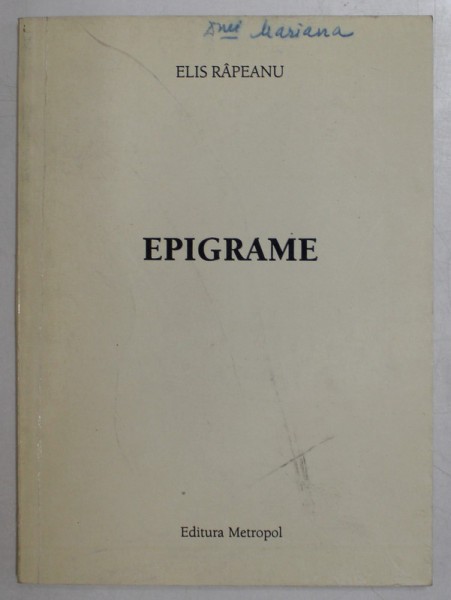 Dnei Mariana
ELIS RÂPEANU
EPIGRAME
Editura Metropol